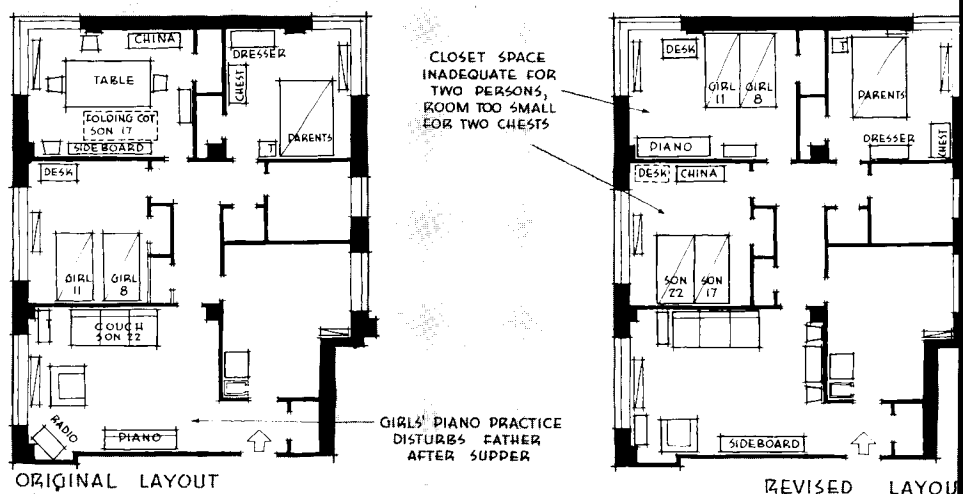 CHINA
TABLE
FOLDING COT
SON 17
SIDEBOARD
DRESSER
CHEST
PARENTS
T
DESK
GIRL
11
GIRL
8
COUCH
SON 22
RADIO
PIANO
ORIGINAL LAYOUT
CLOSET SPACE
INADEQUATE FOR
TWO PERSONS,
ROOM TOO SMALL
FOR TWO CHESTS
GIRLS' PIANO PRACTICE
DISTURBS FATHER
AFTER SUPPER
DESK
GIRL
11
GIRL
8
PIANO
T
PARENTS
DRESSER
CHEST
DESK
CHINA
SON
22
SON
17
SIDEBOARD
REVISED LAYOU